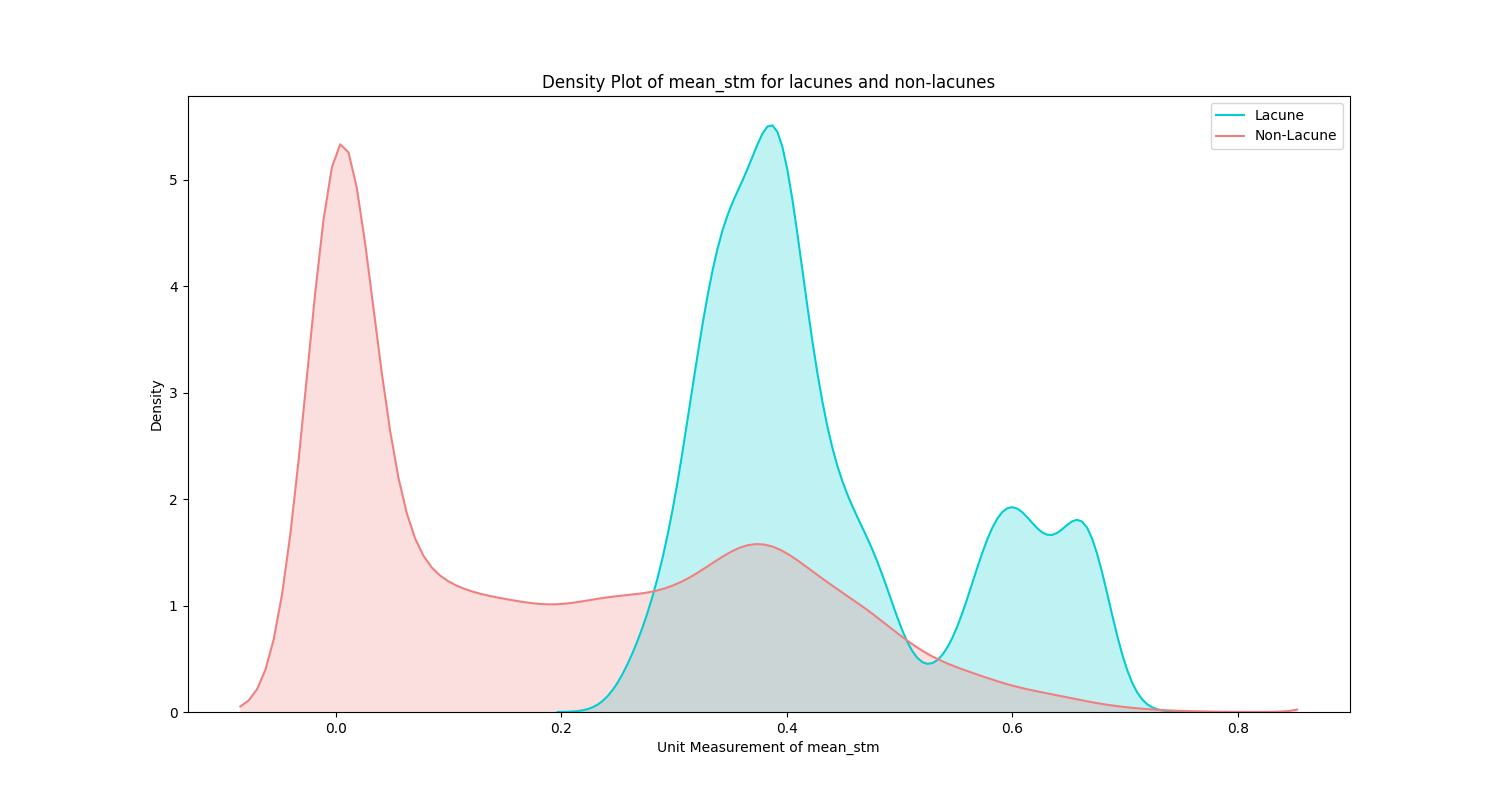 Density Plot of mean_stm for lacunes and non-lacunes
Lacune
Non-Lacune
5
4
3
2
1
0
Density
0.0 0.2 0.4 0.6 0.8
Unit Measurement of mean_stm